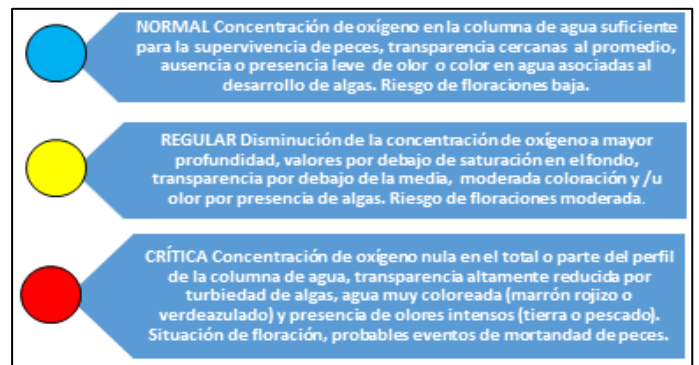 NORMAL Concentración de oxígeno en la columna de agua suficiente
para la supervivencia de peces, transparencia cercanas al promedio,
ausencia o presencia leve de olor o color en agua asociadas al
desarrollo de algas. Riesgo de floraciones baja.
REGULAR Disminución de la concentración de oxígeno a mayor
profundidad, valores por debajo de saturación en el fondo,
transparencia por debajo de la media, moderada coloración y /u
olor por presencia de algas. Riesgo de floraciones moderada.
CRÍTICA Concentración de oxígeno nula en el total o parte del perfil
de la columna de agua, transparencia altamente reducida por
turbiedad de algas, agua muy coloreada (marrón rojizo o
verdeazulado) y presencia de olores intensos (tierra o pescado).
Situación de floración, probables eventos de mortandad de peces.